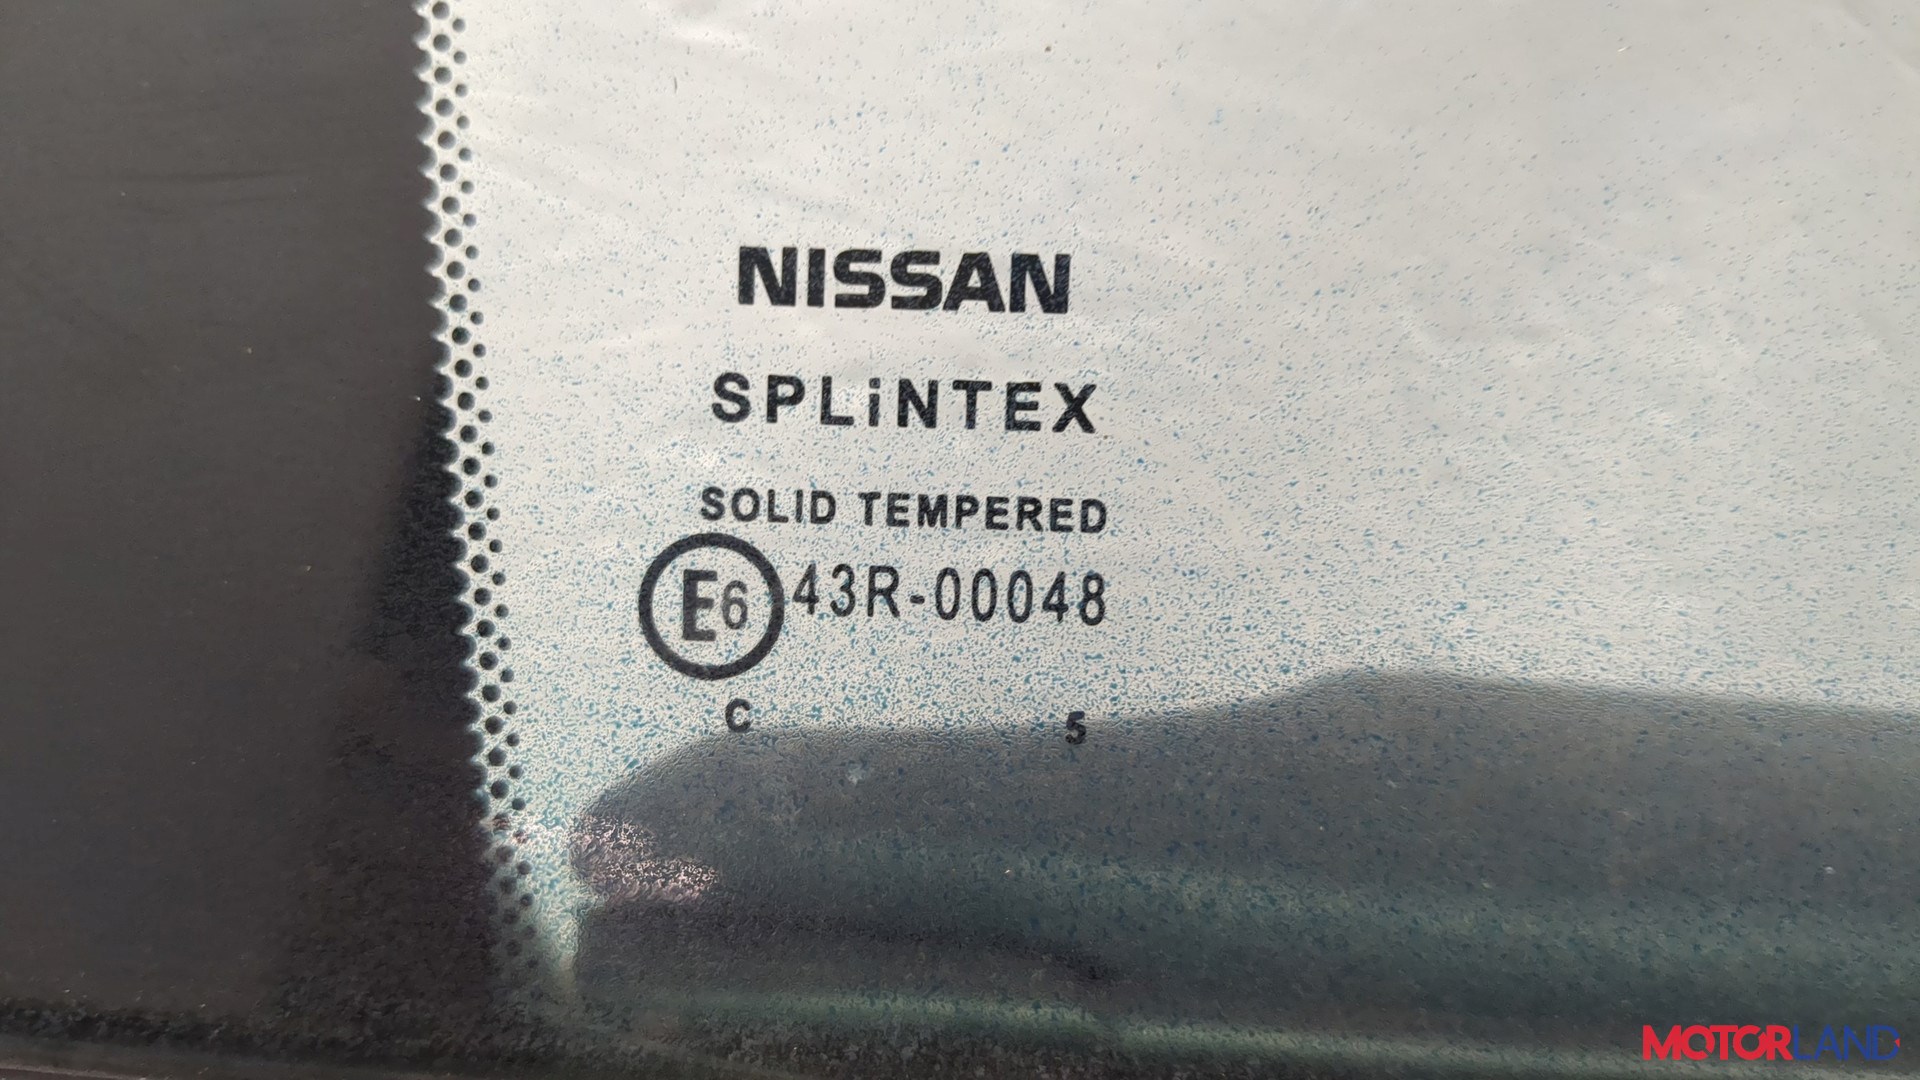 NISSAN
SPLiNTEX
SOLID TEMPERED
E6 43R-00048
C 5
MOTORLAND